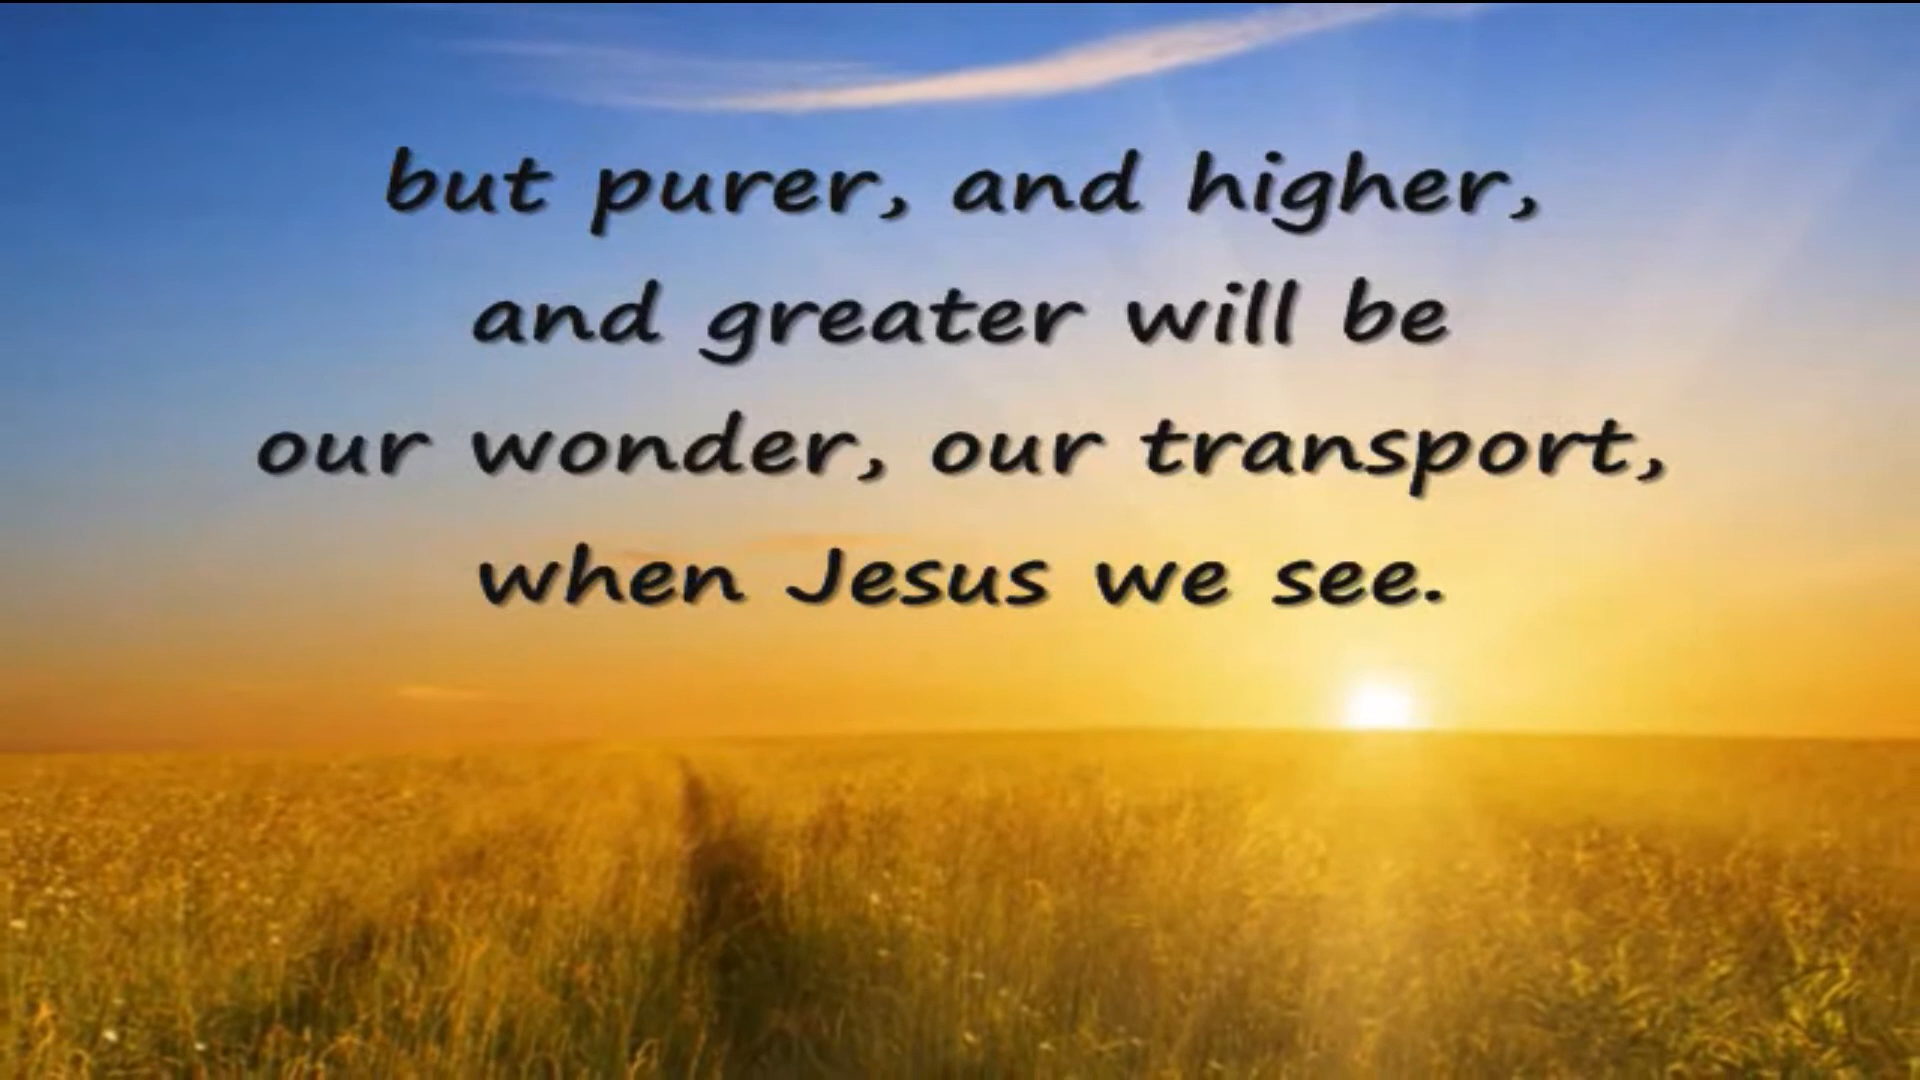 but purer, and higher,
and greater will be
our wonder, our transport,
when Jesus we see.